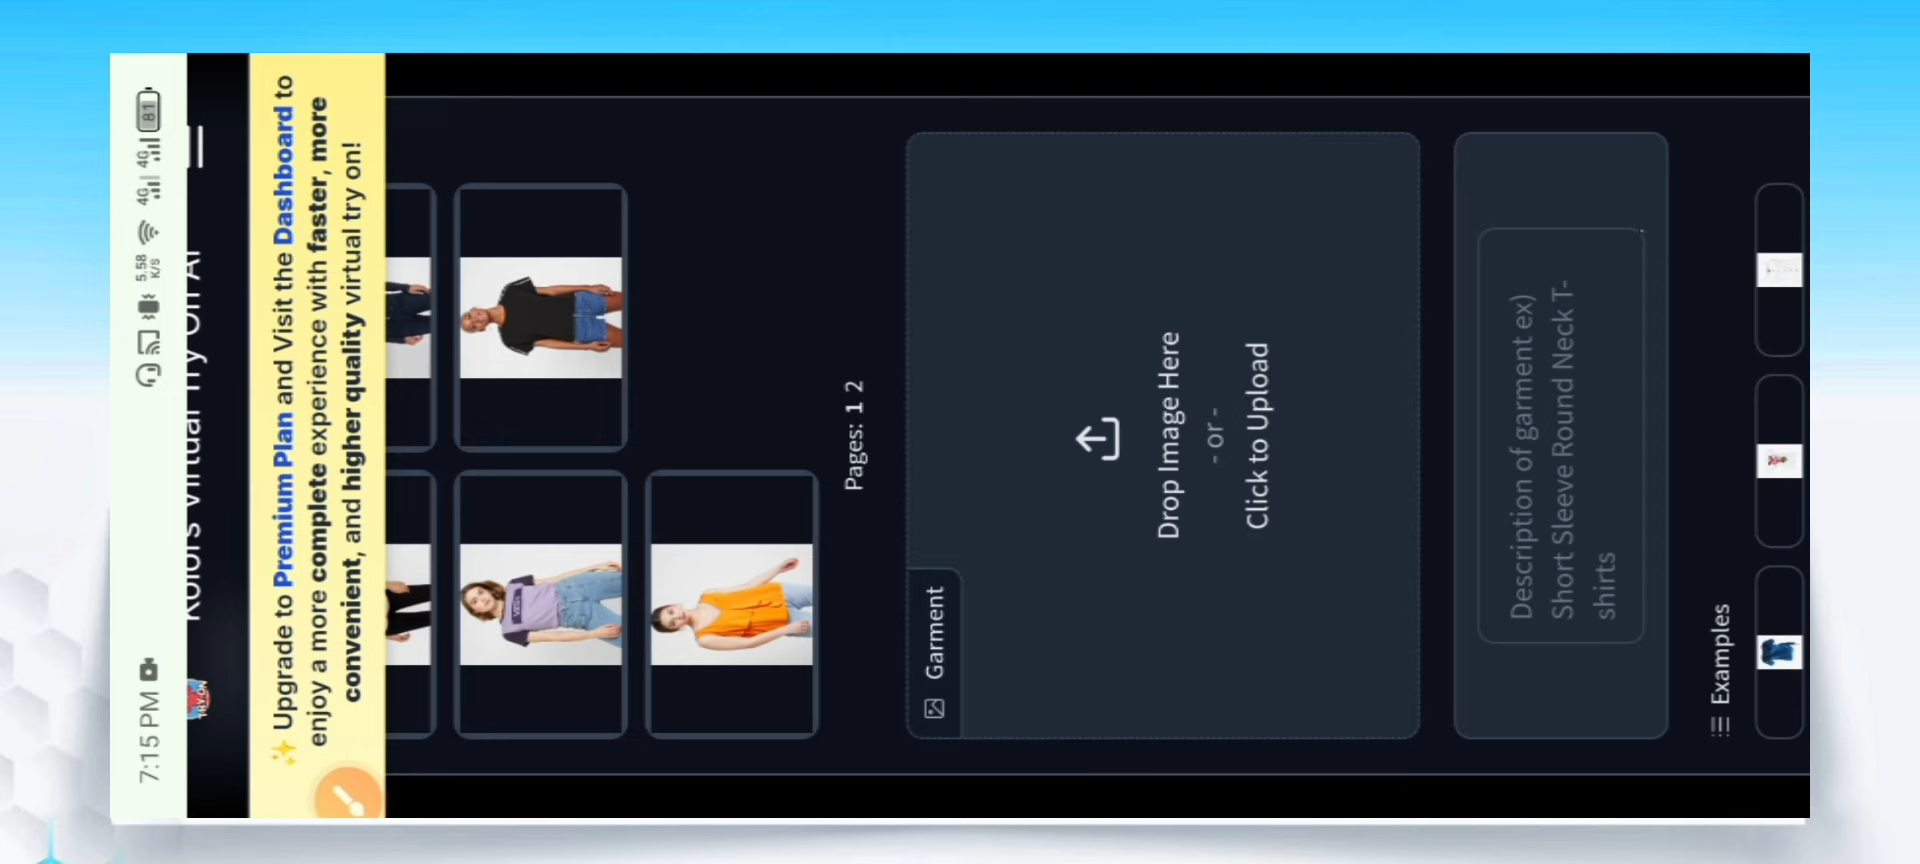 7:15 PM
5.58
K/S
4G
4G
81
Kolors Virtual Try On AI
TRY-ON
✨ Upgrade to Premium Plan and Visit the Dashboard to
enjoy a more complete experience with faster, more
convenient, and higher quality virtual try on!
Pages: 1 2
Garment
Drop Image Here
- or -
Click to Upload
Description of garment ex)
Short Sleeve Round Neck T-
shirts
Examples